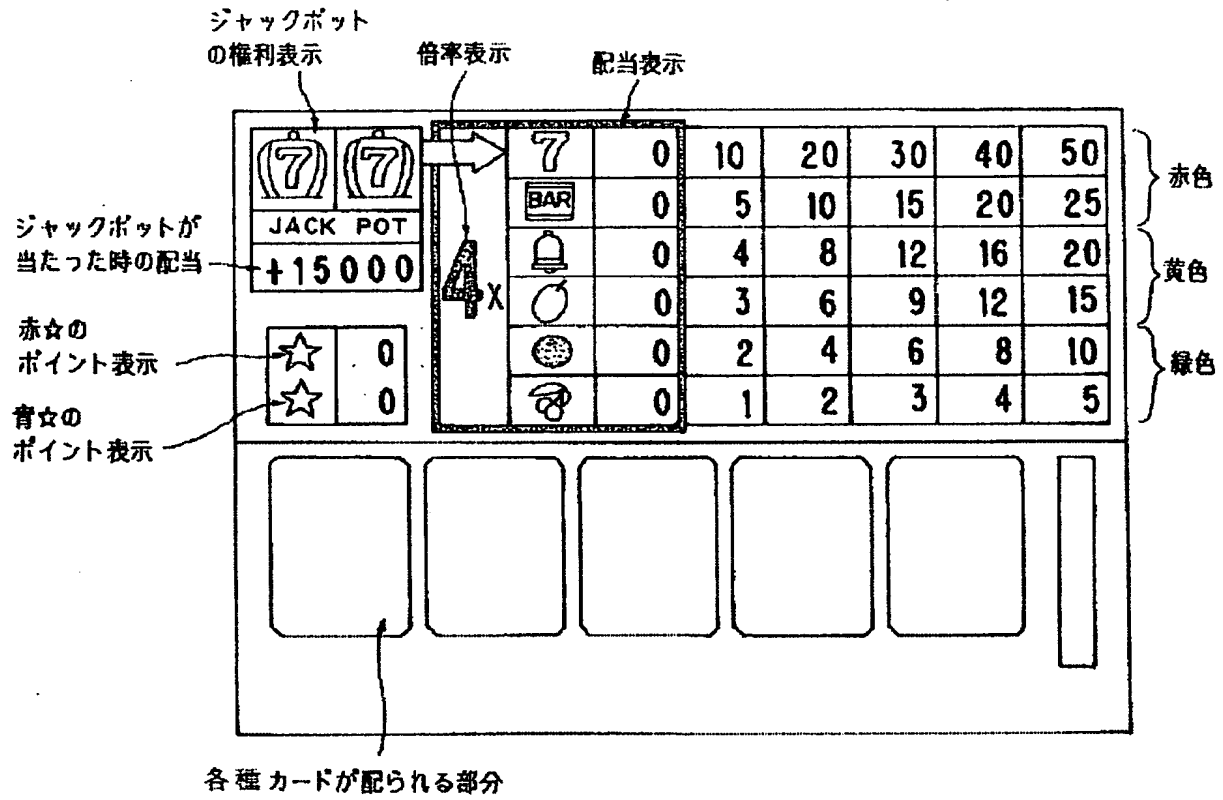 ジャックポット
の権利表示
倍率表示
配当表示
7 7
7 0 10 20 30 40 50
赤色
BAR 0 5 10 15 20 25
JACK POT
ジャックポットが
当たった時の配当
+15000
4x
0 4 8 12 16 20
黄色
0 3 6 9 12 15
赤☆の
ポイント表示
☆ 0
0 2 4 6 8 10
緑色
青☆の
ポイント表示
☆ 0
0 1 2 3 4 5
各種カードが配られる部分